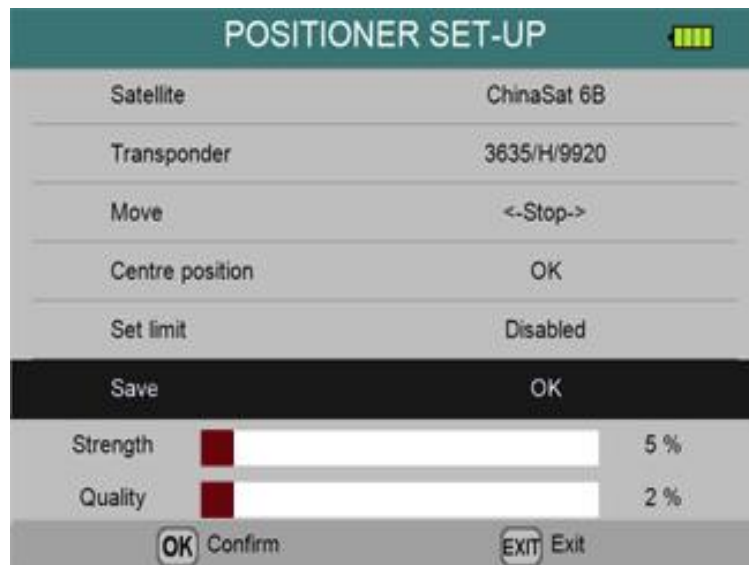 POSITIONER SET-UP
Satellite ChinaSat 6B
Transponder 3635/H/9920
Move <-Stop->
Centre position OK
Set limit Disabled
Save OK
Strength 5 %
Quality 2 %
OK Confirm EXIT Exit